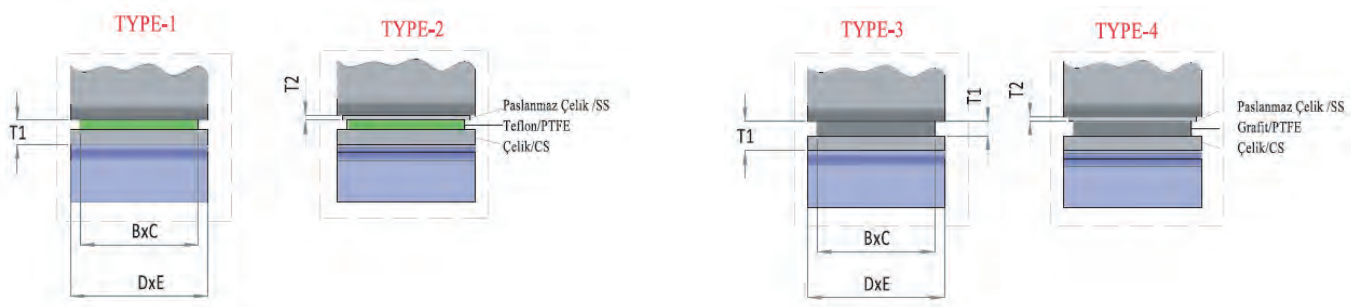 TYPE-1
T1
BxC
DxE
TYPE-2
T2
Paslanmaz Çelik /SS
Teflon/PTFE
Çelik/CS
TYPE-3
T1
T1
BxC
DxE
TYPE-4
T2
Paslanmaz Çelik /SS
Grafit/PTFE
Çelik/CS